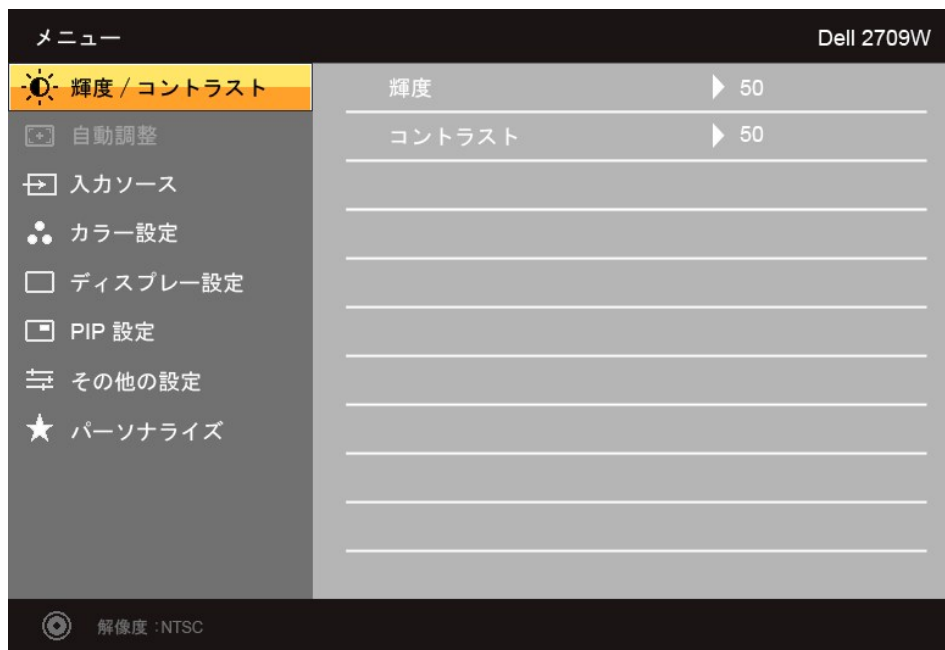 メニュー
Dell 2709W
輝度 / コントラスト
輝度
50
自動調整
コントラスト
50
入力ソース
カラー設定
ディスプレー設定
PIP 設定
その他の設定
パーソナライズ
解像度 :NTSC